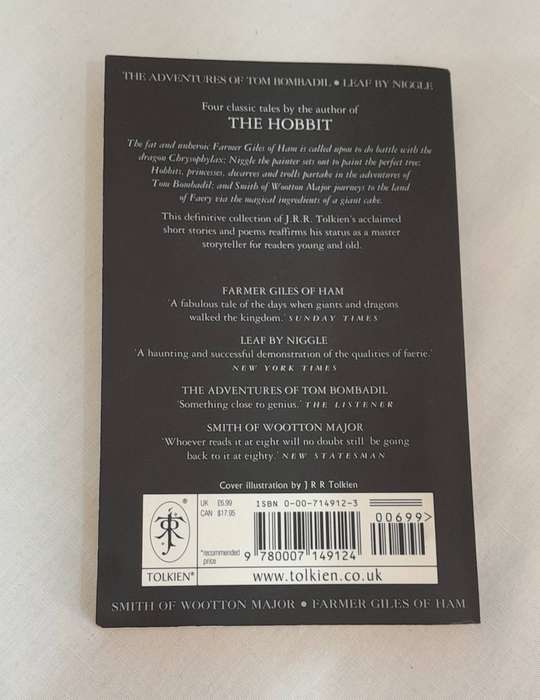 THE ADVENTURES OF TOM BOMBADIL • LEAF BY NIGGLE
Four classic tales by the author of
THE HOBBIT
The fat and unheroic Farmer Giles of Ham is called upon to do battle with the
dragon Chrysophylax; Niggle the painter sets out to paint the perfect tree;
Hobbits, princesses, dwarves and trolls partake in the adventures of
Tom Bombadil; and Smith of Wootton Major journeys to the land
of Faery via the magical ingredients of a giant cake.
This definitive collection of J.R.R. Tolkien's acclaimed
short stories and poems reaffirms his status as a master
storyteller for readers young and old.
FARMER GILES OF HAM
'A fabulous tale of the days when giants and dragons
walked the kingdom.' SUNDAY TIMES
LEAF BY NIGGLE
'A haunting and successful demonstration of the qualities of faerie.'
NEW YORK TIMES
THE ADVENTURES OF TOM BOMBADIL
'Something close to genius.' THE LISTENER
SMITH OF WOOTTON MAJOR
'Whoever reads it at eight will no doubt still be going
back to it at eighty.' NEW STATESMAN
Cover illustration by J R R Tolkien
®
TOLKIEN®
UK £6.99
CAN $17.95
*recommended
price
ISBN 0-00-714912-3
00699>
9 780007 149124
www.tolkien.co.uk
SMITH OF WOOTTON MAJOR • FARMER GILES OF HAM